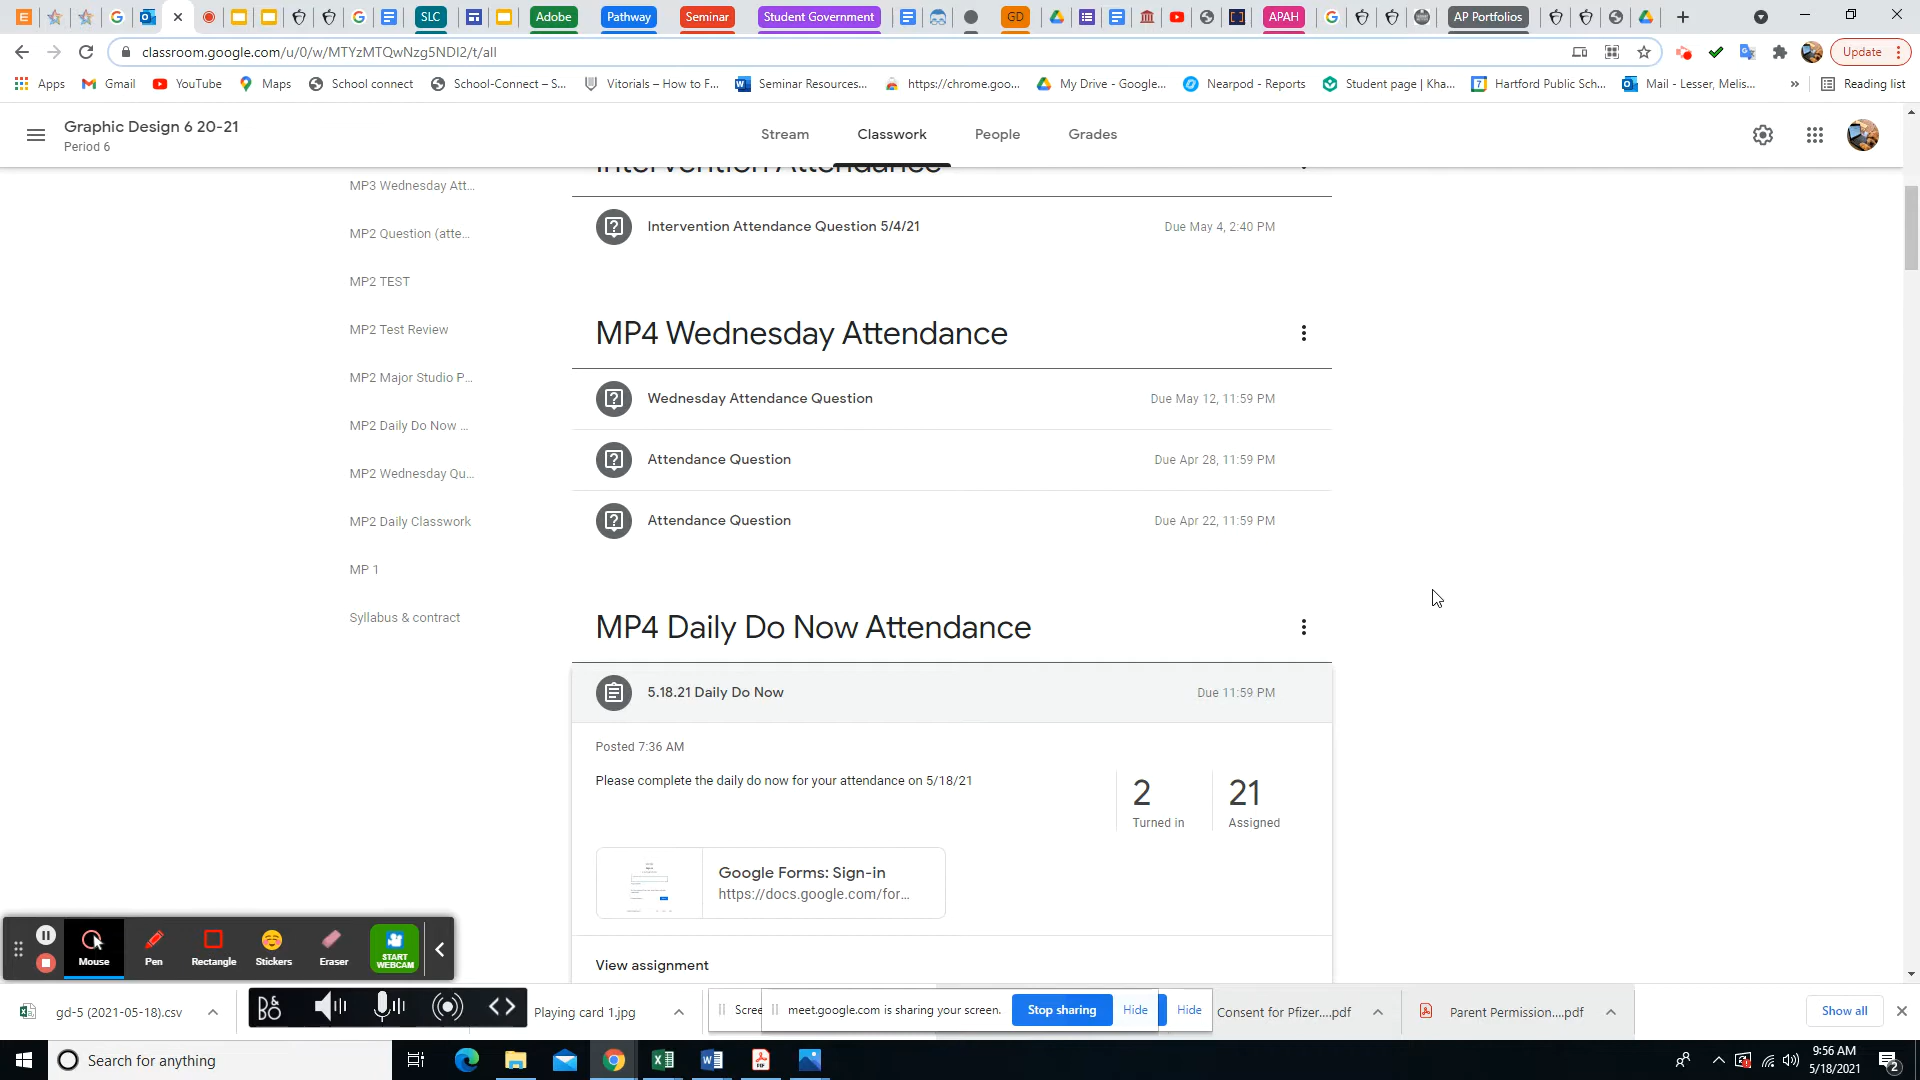 SLC
Adobe
Pathway
Seminar
Student Government
GD
APAH
AP Portfolios
classroom.google.com/u/0/w/MTYzMTQwNzg5NDI2/t/all
Update
Apps
Gmail
YouTube
Maps
School connect
School-Connect – S...
Vitorials – How to F...
Seminar Resources...
https://chrome.goo...
My Drive - Google...
Nearpod - Reports
Student page | Kha...
Hartford Public Sch...
Mail - Lesser, Melis...
»
Reading list
Graphic Design 6 20-21
Period 6
Stream
Classwork
People
Grades
MP3 Wednesday Att...
MP2 Question (atte...
MP2 TEST
MP2 Test Review
MP2 Major Studio P...
MP2 Daily Do Now ...
MP2 Wednesday Qu...
MP2 Daily Classwork
MP 1
Syllabus & contract
Intervention Attendance
Intervention Attendance Question 5/4/21
Due May 4, 2:40 PM
MP4 Wednesday Attendance
Wednesday Attendance Question
Due May 12, 11:59 PM
Attendance Question
Due Apr 28, 11:59 PM
Attendance Question
Due Apr 22, 11:59 PM
MP4 Daily Do Now Attendance
5.18.21 Daily Do Now
Due 11:59 PM
Posted 7:36 AM
Please complete the daily do now for your attendance on 5/18/21
2
Turned in
21
Assigned
Google Forms: Sign-in
https://docs.google.com/for...
View assignment
Mouse
Pen
Rectangle
Stickers
Eraser
START
WEBCAM
gd-5 (2021-05-18).csv
Playing card 1.jpg
Scree
meet.google.com is sharing your screen.
Stop sharing
Hide
Hide
Consent for Pfizer....pdf
Parent Permission....pdf
Show all
Search for anything
9:56 AM
5/18/2021
2